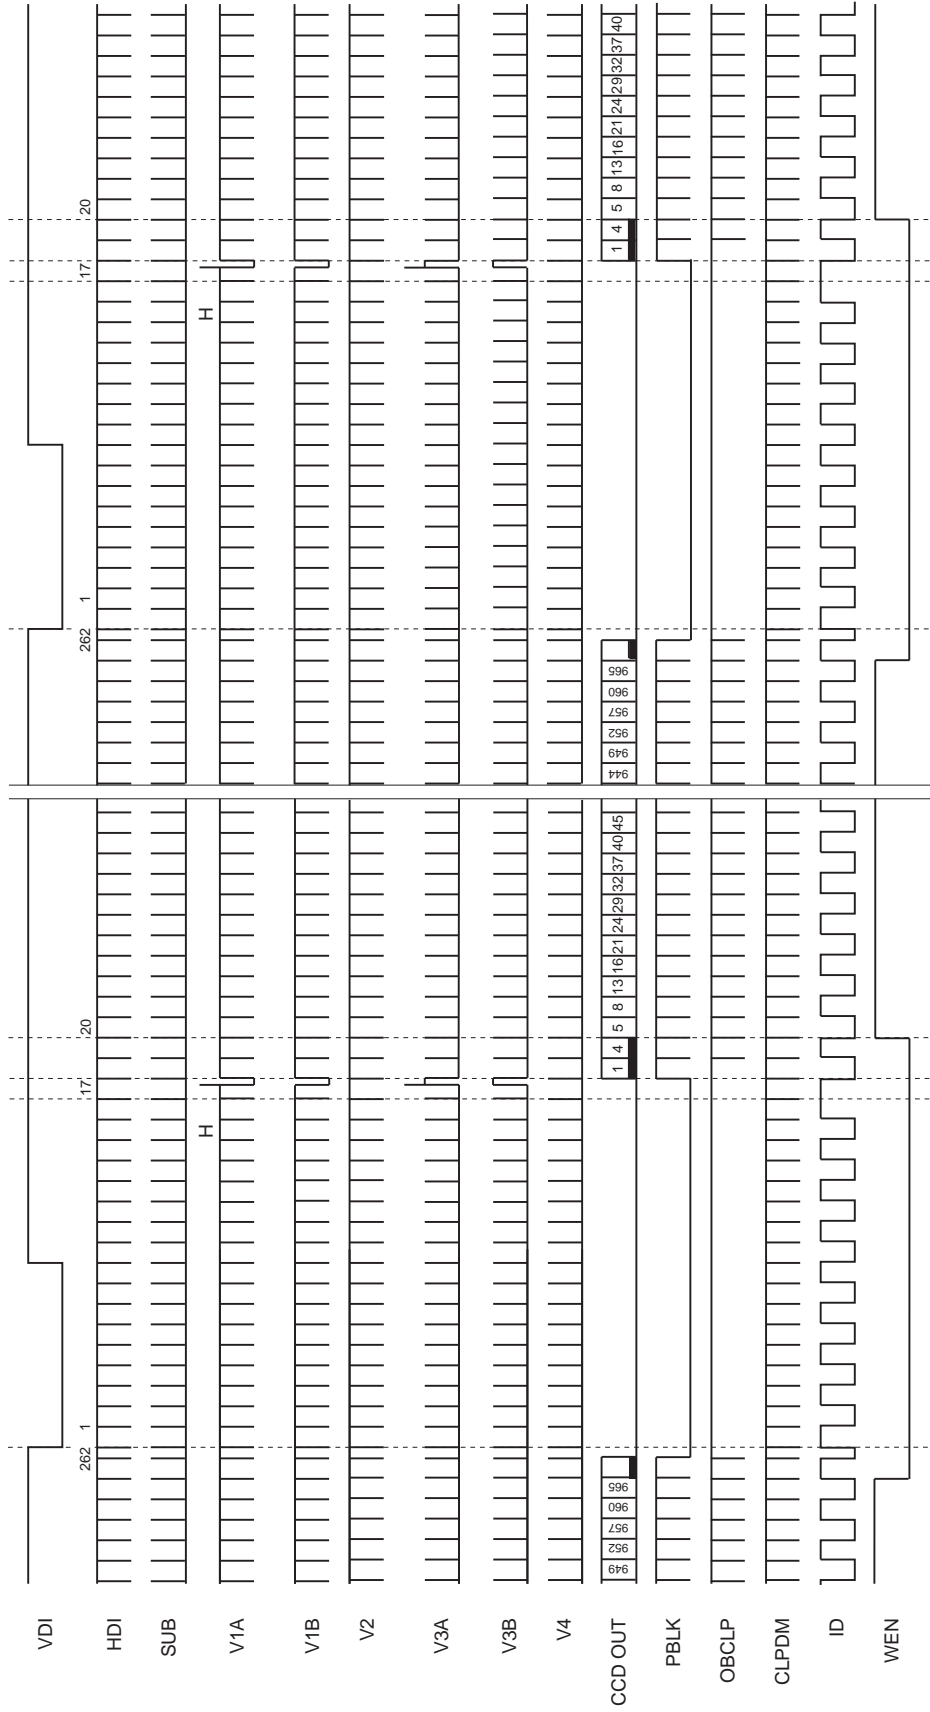 VDI
262 1 17 20 262 1 17 20
HDI
SUB
H H
V1A
V1B
V2
V3A
V3B
V4
CCD OUT 949 952 957 960 965 1 4 5 8 13 16 21 24 29 32 37 40 45 944 949 952 957 960 965 1 4 5 8 13 16 21 24 29 32 37 40
PBLK
OBCLP
CLPDM
ID
WEN